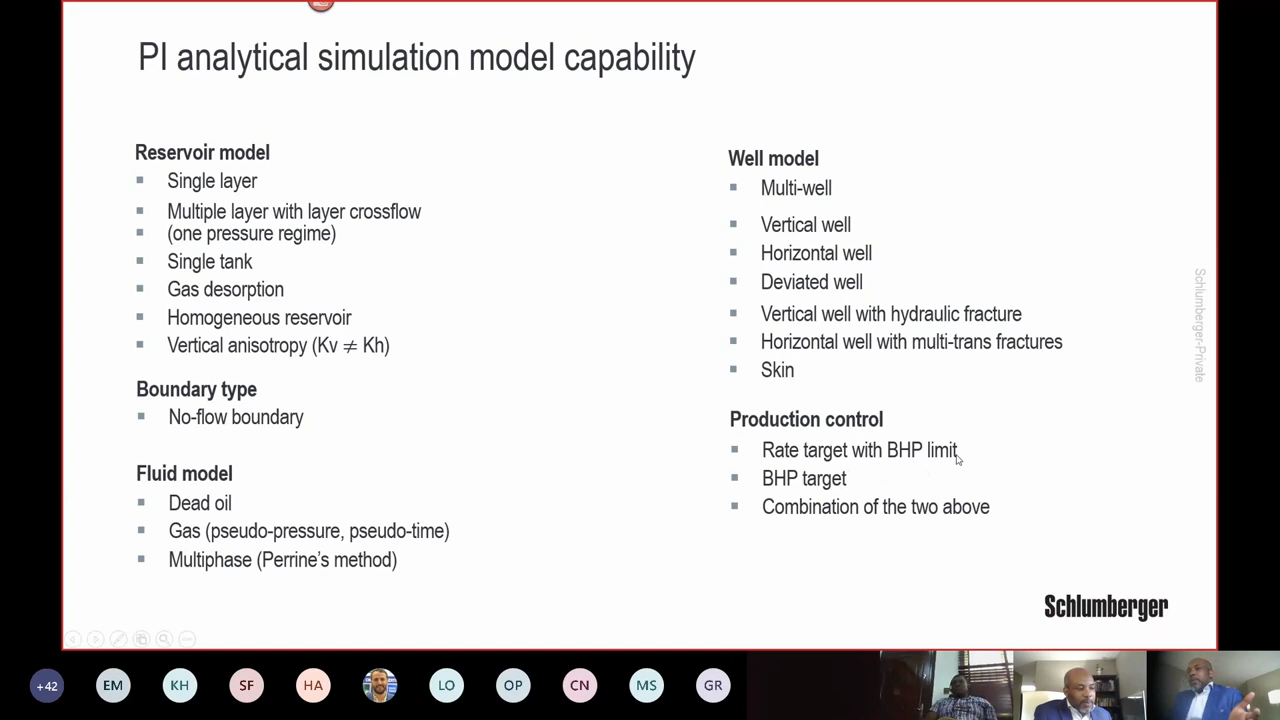 PI analytical simulation model capability
Reservoir model
Single layer
Multiple layer with layer crossflow
(one pressure regime)
Single tank
Gas desorption
Homogeneous reservoir
Vertical anisotropy (Kv ≠ Kh)
Boundary type
No-flow boundary
Fluid model
Dead oil
Gas (pseudo-pressure, pseudo-time)
Multiphase (Perrine's method)
Well model
Multi-well
Vertical well
Horizontal well
Deviated well
Vertical well with hydraulic fracture
Horizontal well with multi-trans fractures
Skin
Production control
Rate target with BHP limit
BHP target
Combination of the two above
Schlumberger-Private
Schlumberger
+42
EM
KH
SF
HA
LO
OP
CN
MS
GR